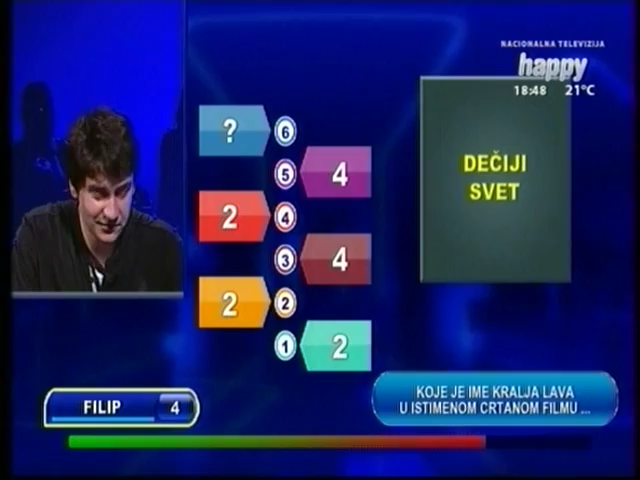 NACIONALNA TELEVIZIJA
happy
18:48 21°C
? 6
5 4
2 4
3 4
2 2
1 2
DEČIJI
SVET
FILIP 4
KOJE JE IME KRALJA LAVA
U ISTIMENOM CRTANOM FILMU ...